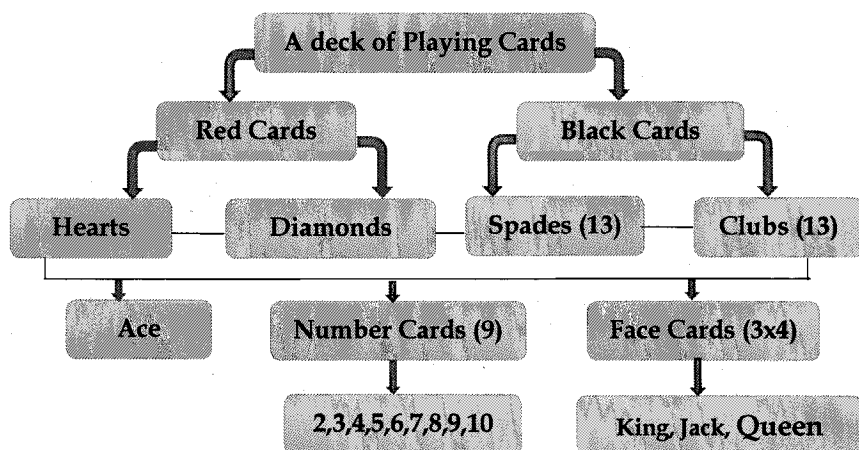 A deck of Playing Cards
Red Cards
Black Cards
Hearts
Diamonds
Spades (13)
Clubs (13)
Ace
Number Cards (9)
Face Cards (3x4)
2,3,4,5,6,7,8,9,10
King, Jack, Queen